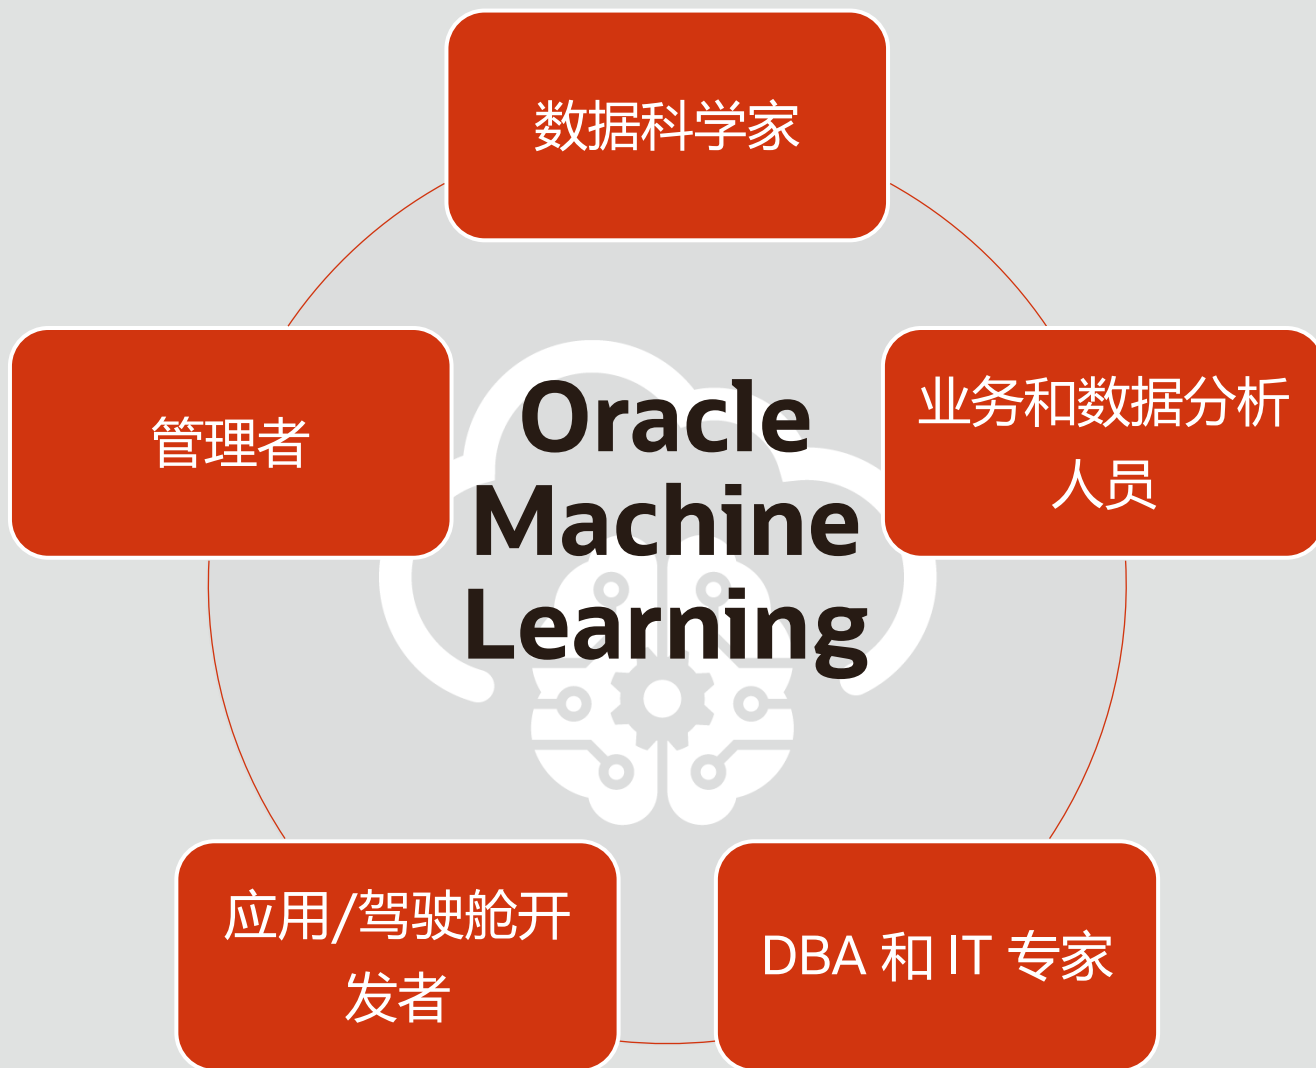 数据科学家
管理者
Oracle
Machine
Learning
业务和数据分析
人员
应用/驾驶舱开
发者
DBA 和 IT 专家